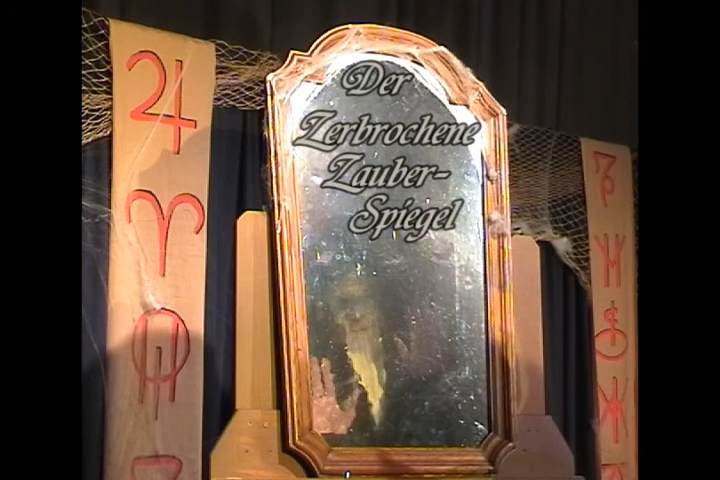 Der
Zerbrochene
Zauber-
Spiegel
♃
♈